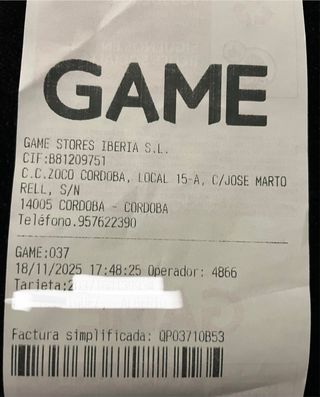 GAME
GAME STORES IBERIA S.L.
CIF:B81209751
C.C.ZOCO CORDOBA, LOCAL 15-A, C/JOSE MARTO
RELL, S/N
14005 CORDOBA - CORDOBA
Teléfono.957622390
GAME:037
18/11/2025 17:48:25 Operador: 4866
Tarjeta:2
Factura simplificada: QP03710B53